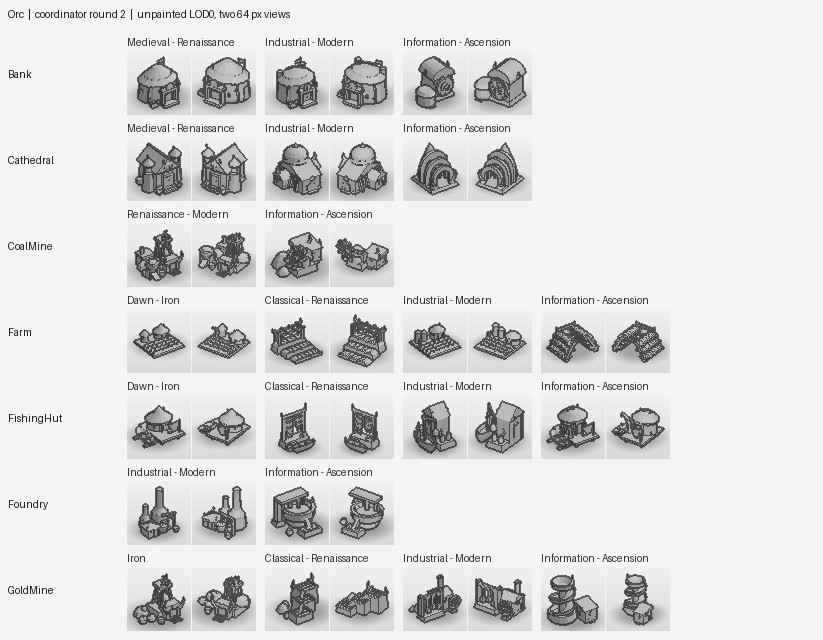 Orc | coordinator round 2 | unpainted LOD0, two 64 px views
Medieval - Renaissance Industrial - Modern Information - Ascension
Bank
Medieval - Renaissance Industrial - Modern Information - Ascension
Cathedral
Renaissance - Modern Information - Ascension
CoalMine
Dawn - Iron Classical - Renaissance Industrial - Modern Information - Ascension
Farm
Dawn - Iron Classical - Renaissance Industrial - Modern Information - Ascension
FishingHut
Industrial - Modern Information - Ascension
Foundry
Iron Classical - Renaissance Industrial - Modern Information - Ascension
GoldMine